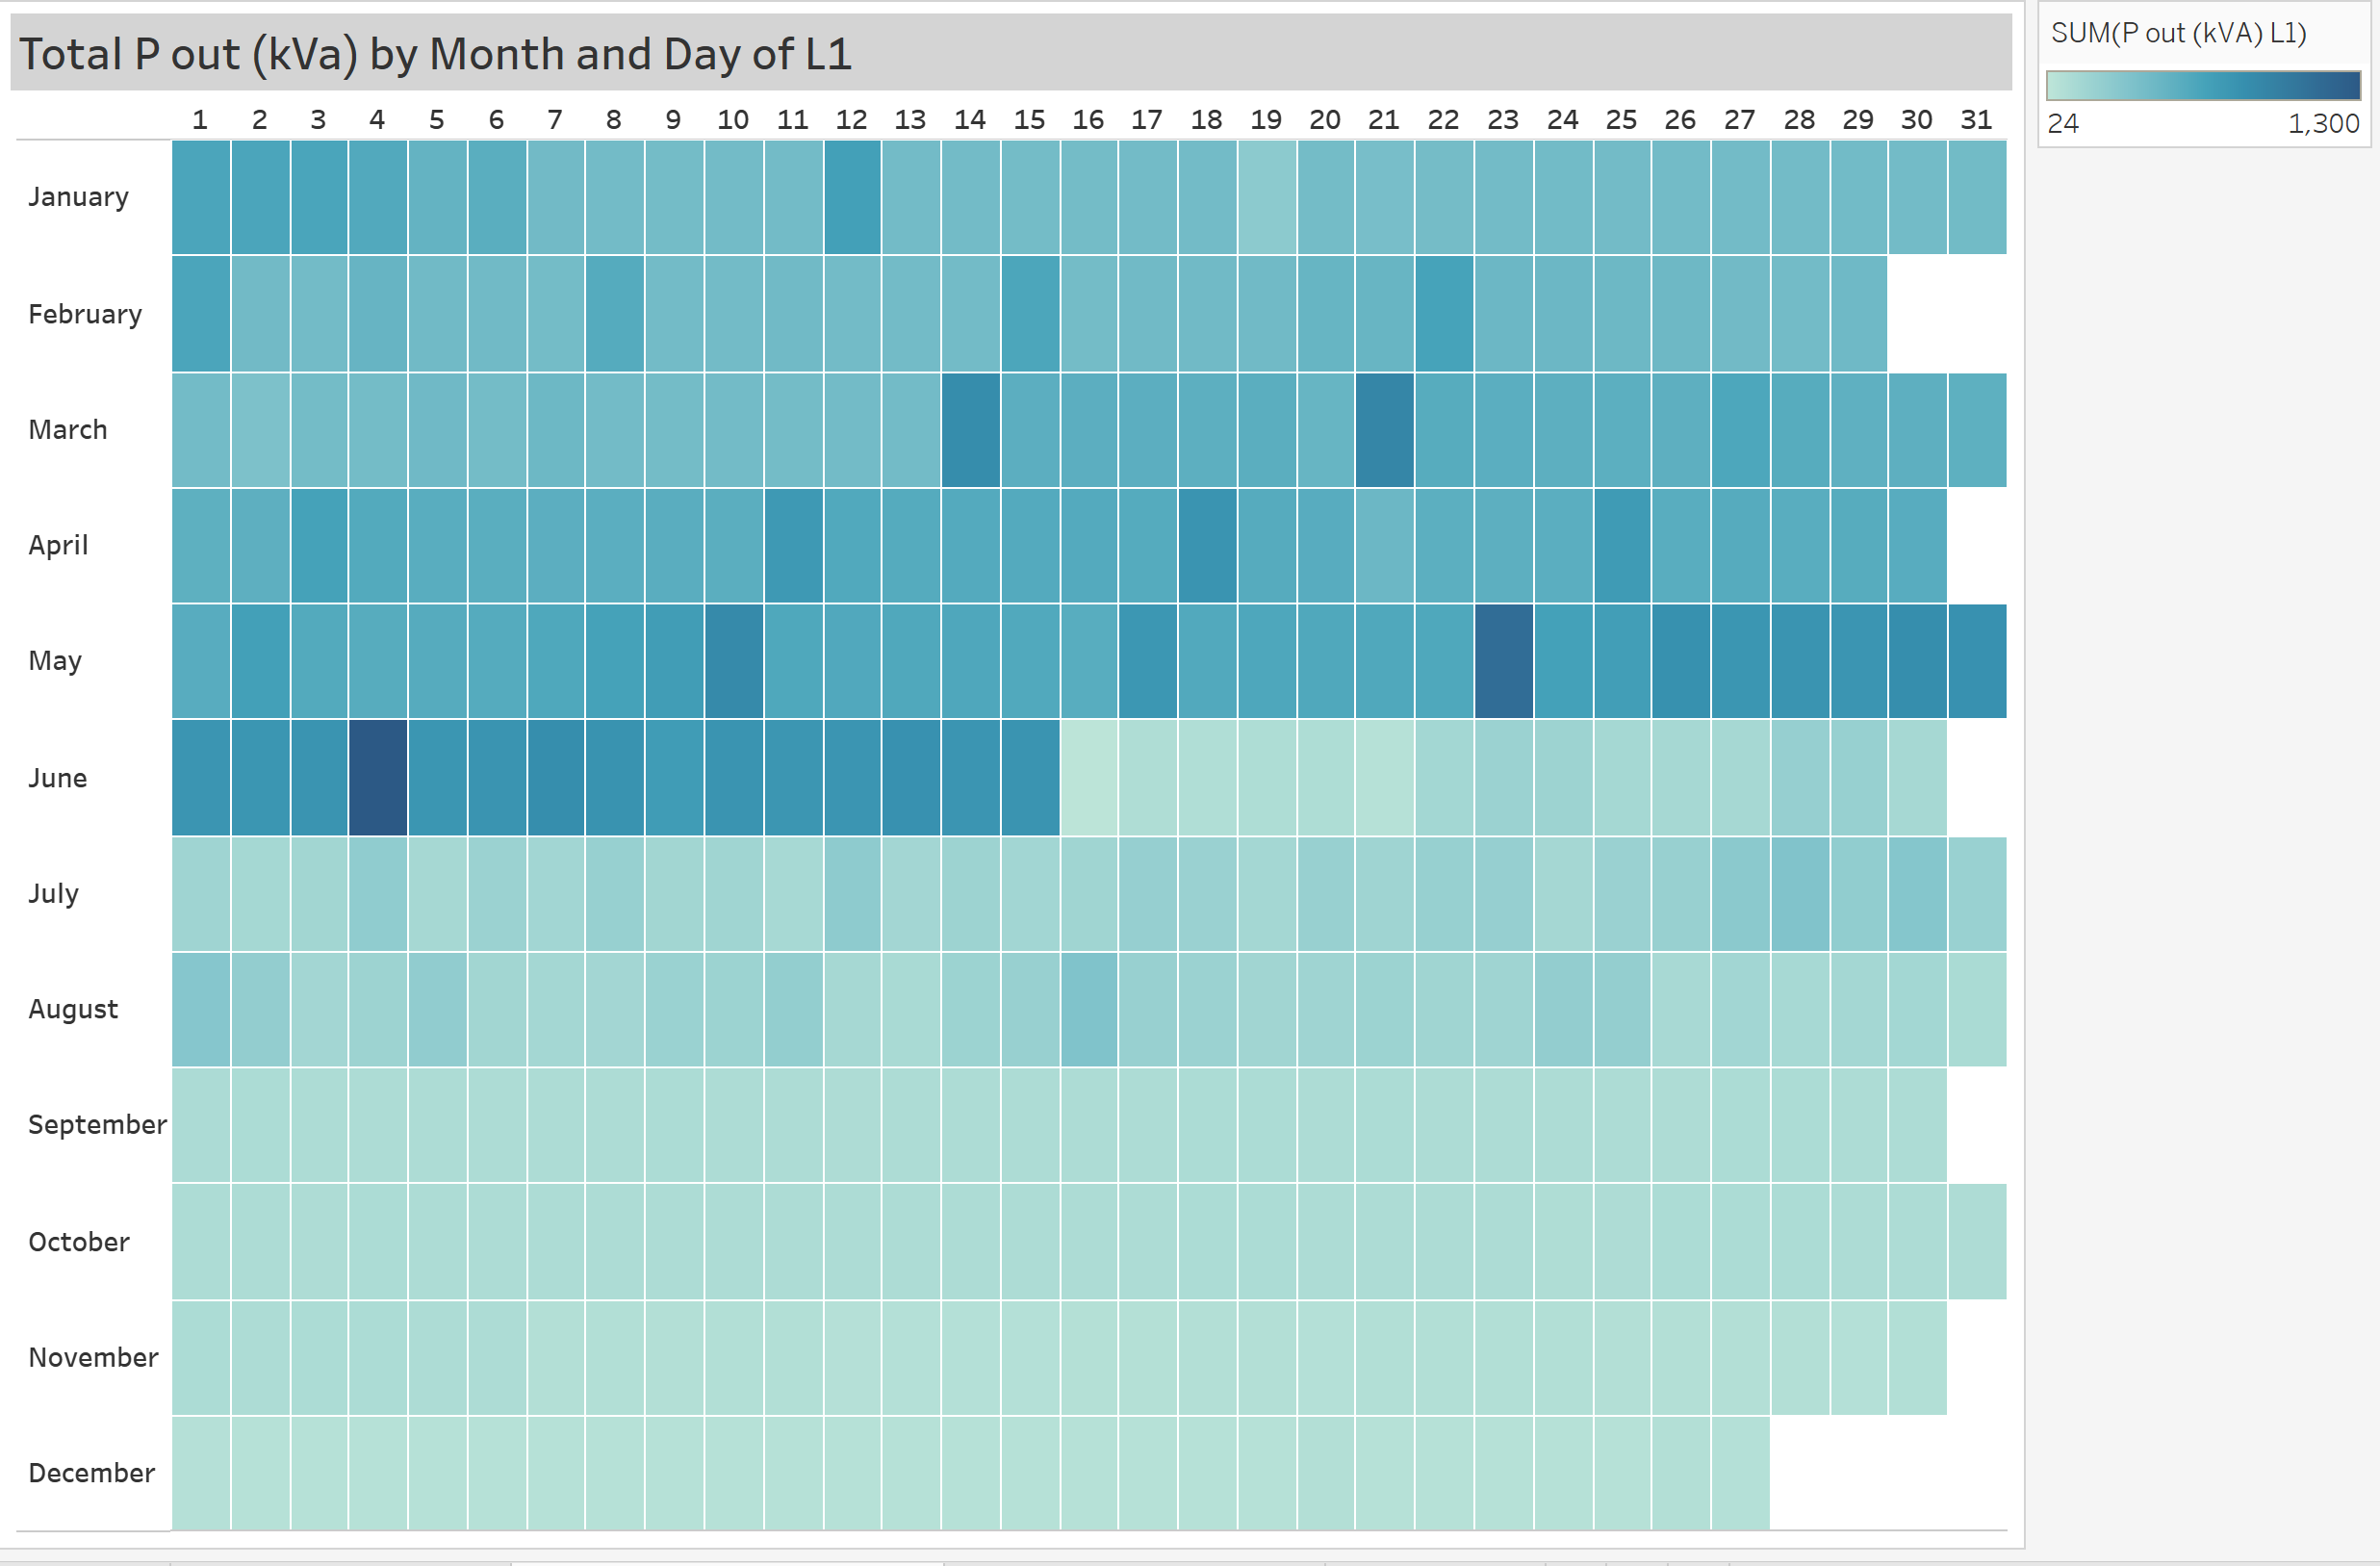 Total P out (kVa) by Month and Day of L1
SUM(P out (kVA) L1)
24 1,300
1 2 3 4 5 6 7 8 9 10 11 12 13 14 15 16 17 18 19 20 21 22 23 24 25 26 27 28 29 30 31
January
February
March
April
May
June
July
August
September
October
November
December